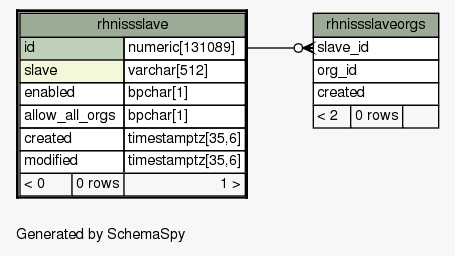 rhnissslave
id numeric[131089]
slave varchar[512]
enabled bpchar[1]
allow_all_orgs bpchar[1]
created timestamptz[35,6]
modified timestamptz[35,6]
< 0 0 rows 1 >
rhnissslaveorgs
slave_id
org_id
created
< 2 0 rows
Generated by SchemaSpy